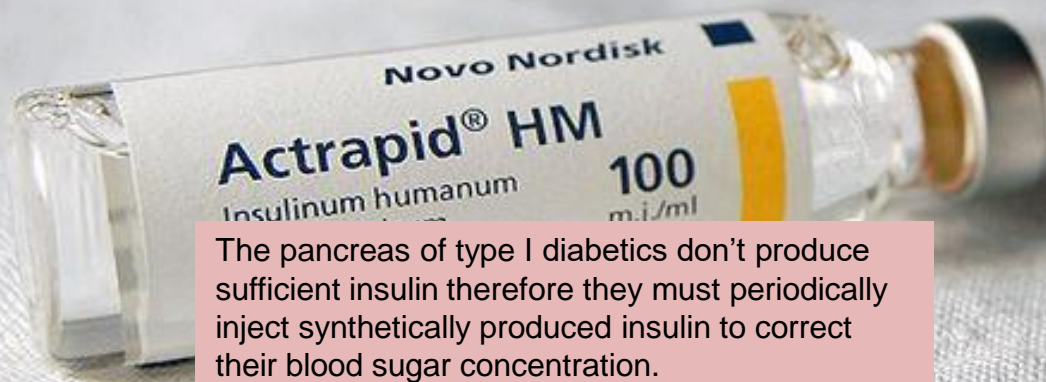 Novo Nordisk
Actrapid® HM
Insulinum humanum
100
m.j./ml
The pancreas of type I diabetics don’t produce
sufficient insulin therefore they must periodically
inject synthetically produced insulin to correct
their blood sugar concentration.